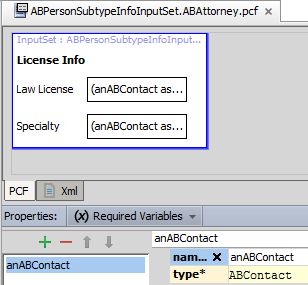 ABPersonSubtypeInfoInputSet.ABAttorney.pcf ×
InputSet : ABPersonSubtypeInfoInput...
License Info
Law License (anABContact as...
Specialty (anABContact as...
PCF Xml
Properties: (x) Required Variables
anABContact
anABContact
nam... × anABContact
type* ABContact